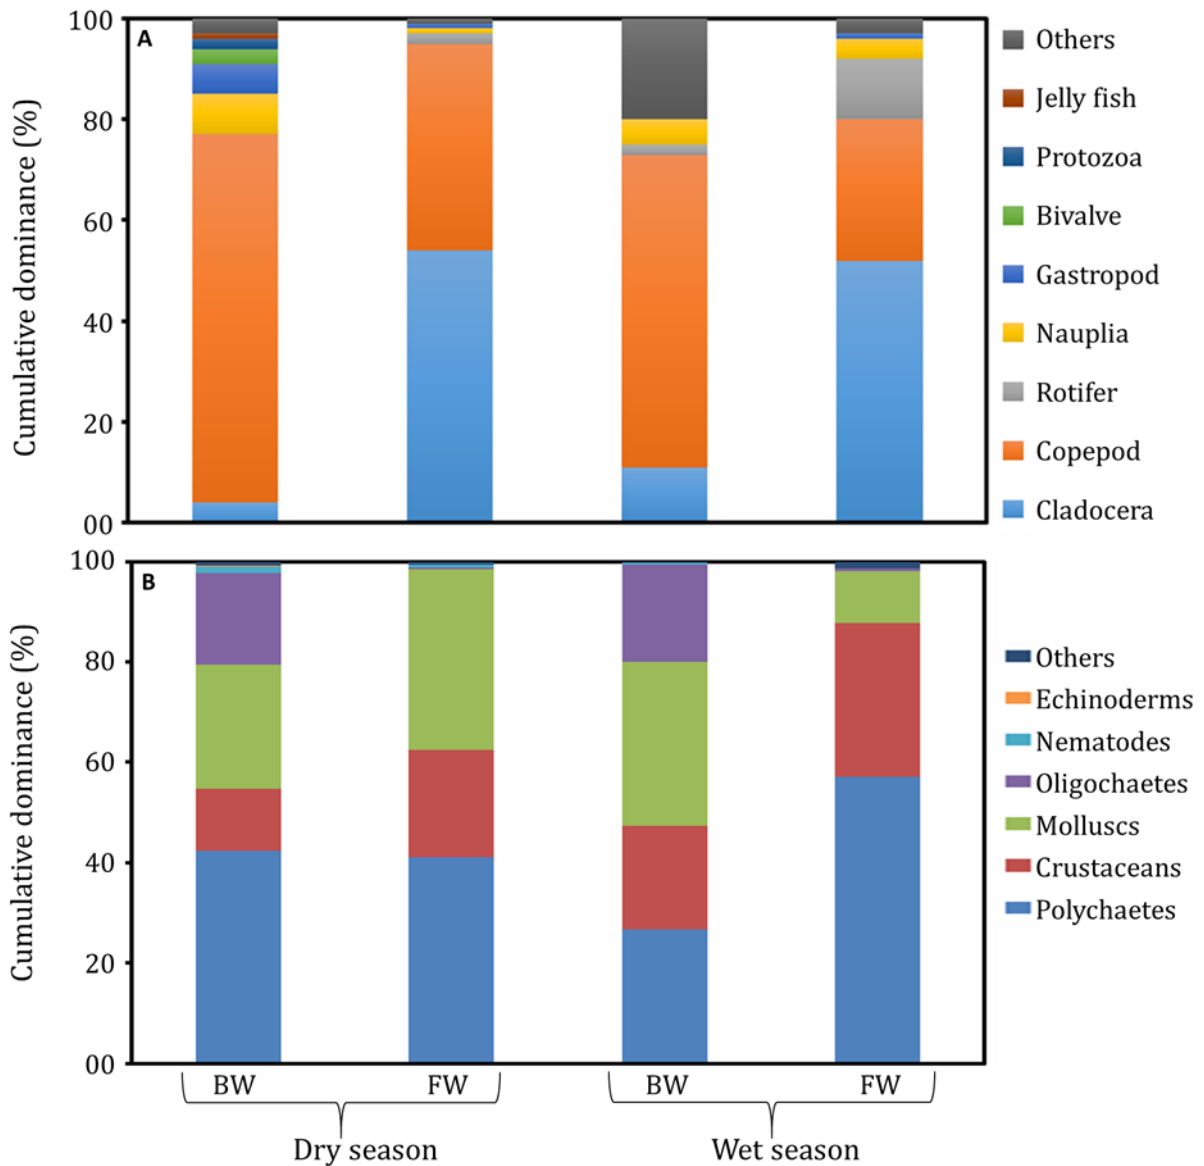 A
Cumulative dominance (%)
100
80
60
40
20
00
Others
Jelly fish
Protozoa
Bivalve
Gastropod
Nauplia
Rotifer
Copepod
Cladocera
B
Cumulative dominance (%)
100
80
60
40
20
00
Others
Echinoderms
Nematodes
Oligochaetes
Molluscs
Crustaceans
Polychaetes
BW FW BW FW
Dry season Wet season